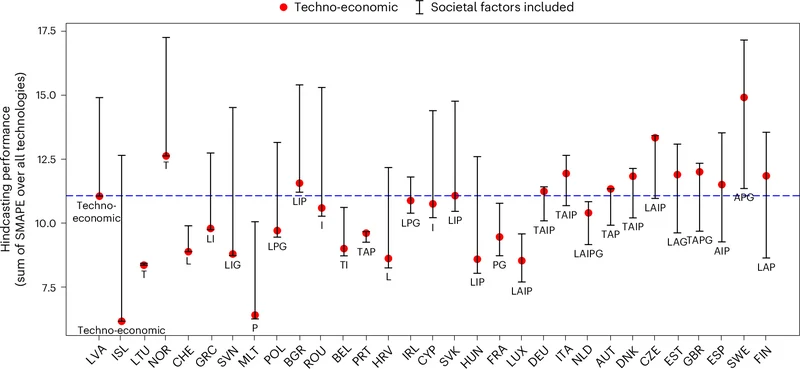 Techno-economic Societal factors included
Hindcasting performance
(sum of SMAPE over all technologies)
17.5
15.0
12.5
10.0
7.5
Techno-
economic
Techno-economic
T
I
L
LI
LIG
P
LPG
LIP
I
TI
TAP
L
LPG
I
LIP
LIP
PG
LAIP
TAIP
TAIP
LAIPG
TAP
TAIP
LAIP
LAG
TAPG
AIP
APG
LAP
LVA
ISL
LTU
NOR
CHE
GRC
SVN
MLT
POL
BGR
ROU
BEL
PRT
HRV
IRL
CYP
SVK
HUN
FRA
LUX
DEU
ITA
NLD
AUT
DNK
CZE
EST
GBR
ESP
SWE
FIN